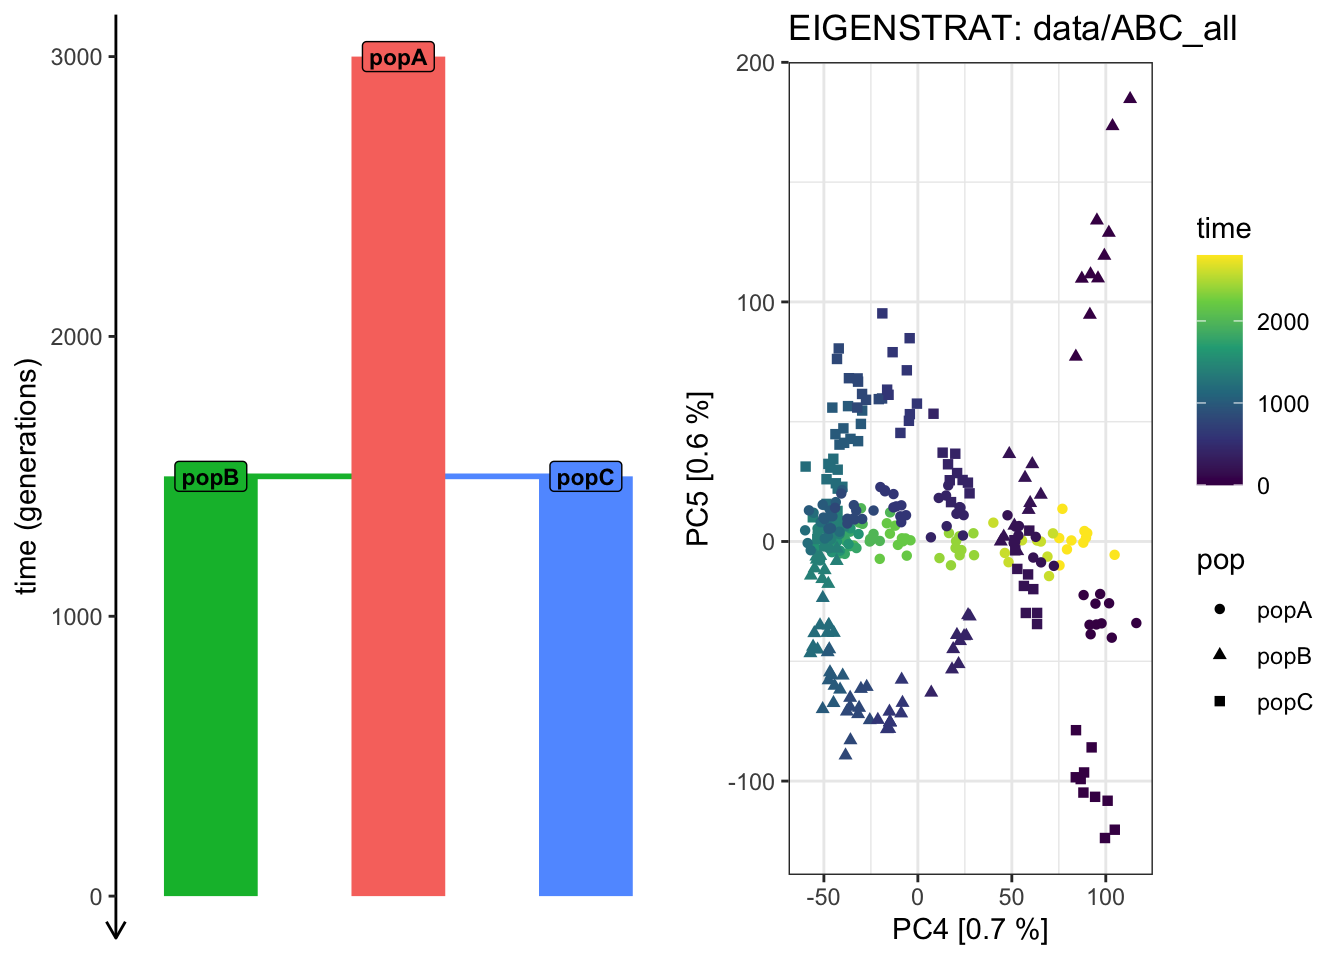 time (generations)
3000
2000
1000
0
popA
popB
popC
EIGENSTRAT: data/ABC_all
PC5 [0.6 %]
200
100
0
-100
-50
0
50
100
PC4 [0.7 %]
time
2000
1000
0
pop
popA
popB
popC